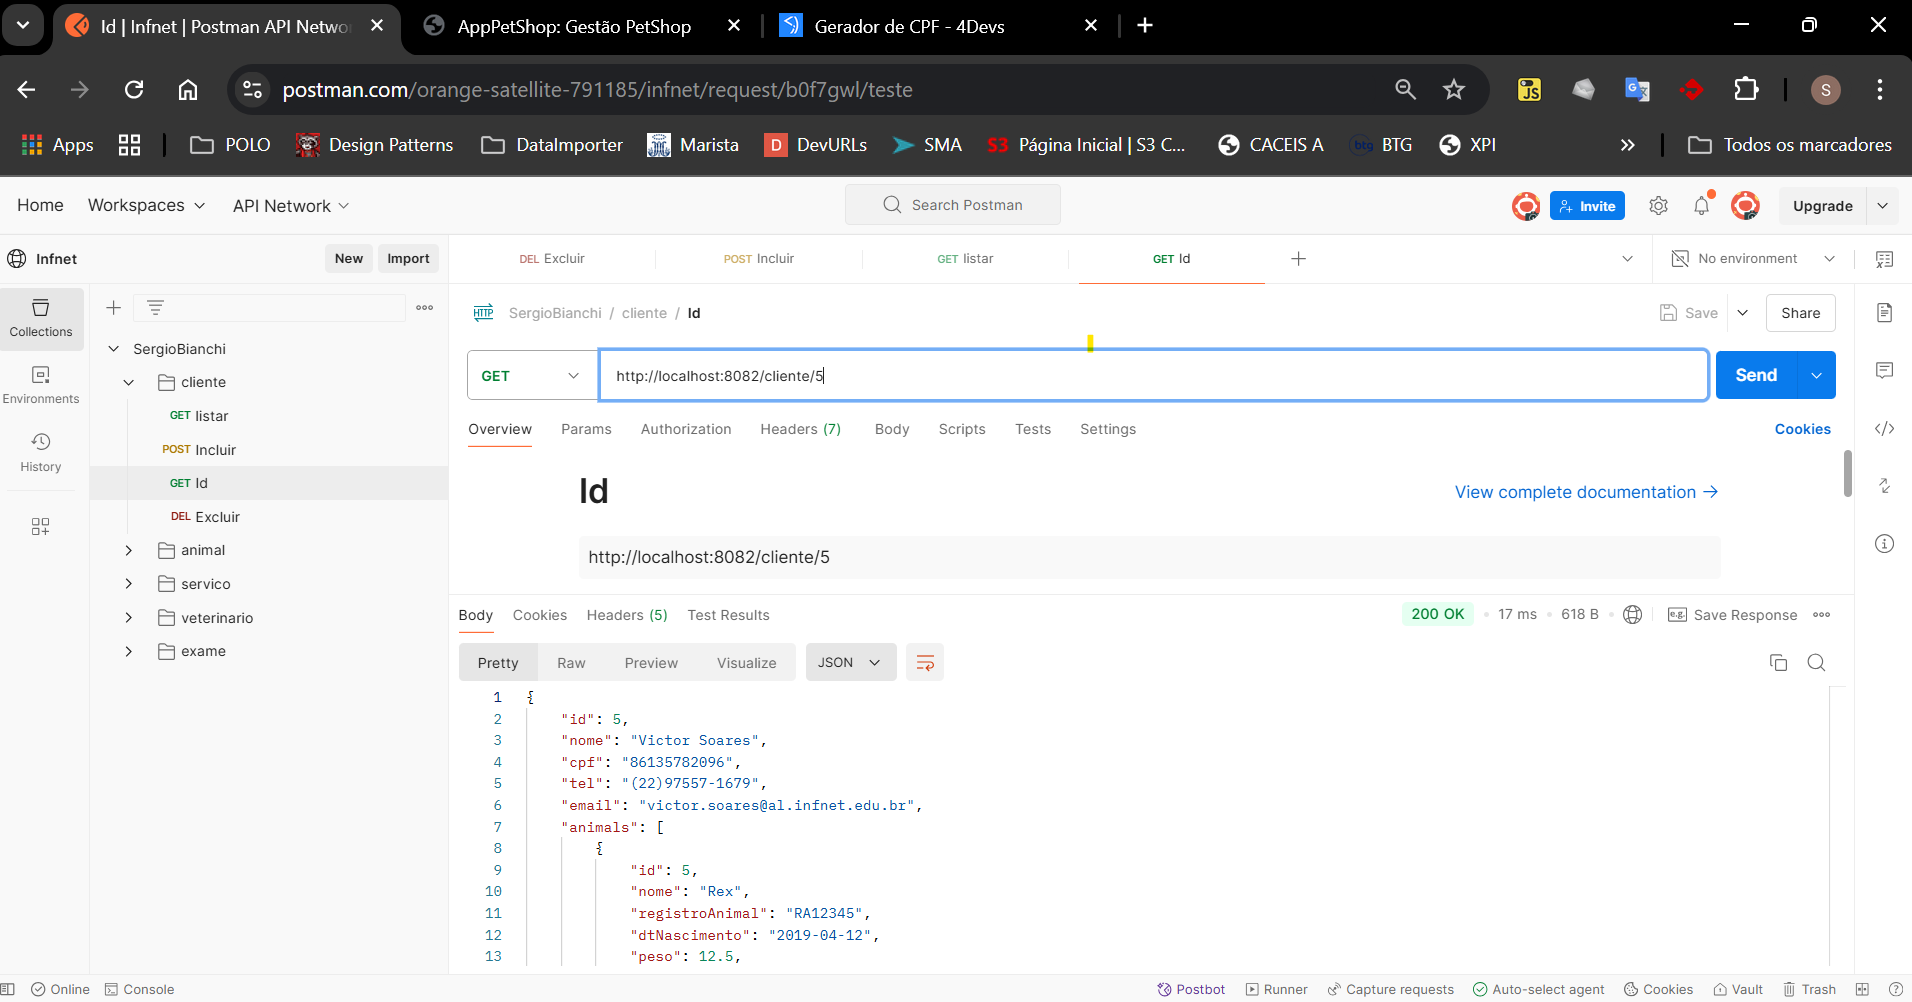 Id | Infnet | Postman API Netwo
AppPetShop: Gestão PetShop
Gerador de CPF - 4Devs
postman.com/orange-satellite-791185/infnet/request/b0f7gwl/teste
JS
S
Apps
POLO
Design Patterns
DataImporter
Marista
D
DevURLs
SMA
S3
Página Inicial | S3 C...
CACEIS A
btg
BTG
XPI
Todos os marcadores
Home
Workspaces
API Network
Search Postman
Invite
Upgrade
Infnet
New
Import
DEL Excluir
POST Incluir
GET listar
GET Id
No environment
Collections
Environments
History
SergioBianchi
cliente
GET listar
POST Incluir
GET Id
DEL Excluir
animal
servico
veterinario
exame
HTTP
SergioBianchi / cliente / Id
Save
Share
GET
http://localhost:8082/cliente/5
Send
Overview
Params
Authorization
Headers (7)
Body
Scripts
Tests
Settings
Cookies
Id
View complete documentation →
http://localhost:8082/cliente/5
Body
Cookies
Headers (5)
Test Results
200 OK
17 ms
618 B
e.g.
Save Response
Pretty
Raw
Preview
Visualize
JSON
1 {
2 "id": 5,
3 "nome": "Victor Soares",
4 "cpf": "86135782096",
5 "tel": "(22)97557-1679",
6 "email": "victor.soares@al.infnet.edu.br",
7 "animals": [
8 {
9 "id": 5,
10 "nome": "Rex",
11 "registroAnimal": "RA12345",
12 "dtNascimento": "2019-04-12",
13 "peso": 12.5,
Online
Console
Postbot
Runner
Capture requests
Auto-select agent
Cookies
Vault
Trash